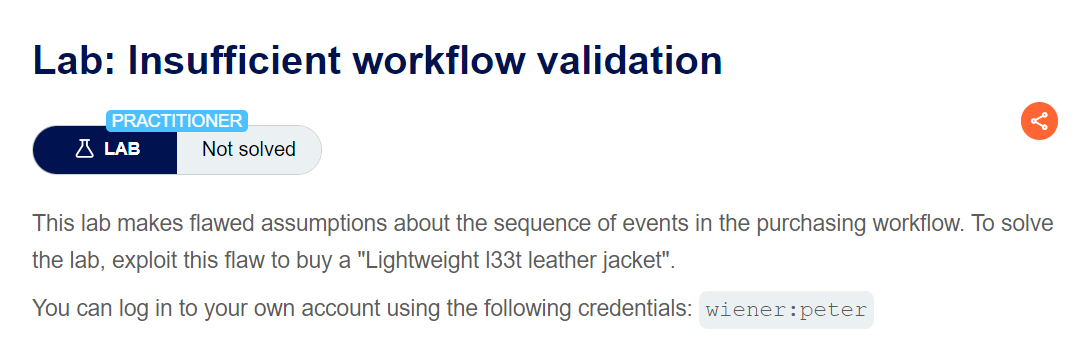 Lab: Insufficient workflow validation
PRACTITIONER
LAB Not solved
This lab makes flawed assumptions about the sequence of events in the purchasing workflow. To solve
the lab, exploit this flaw to buy a "Lightweight l33t leather jacket".
You can log in to your own account using the following credentials: wiener:peter